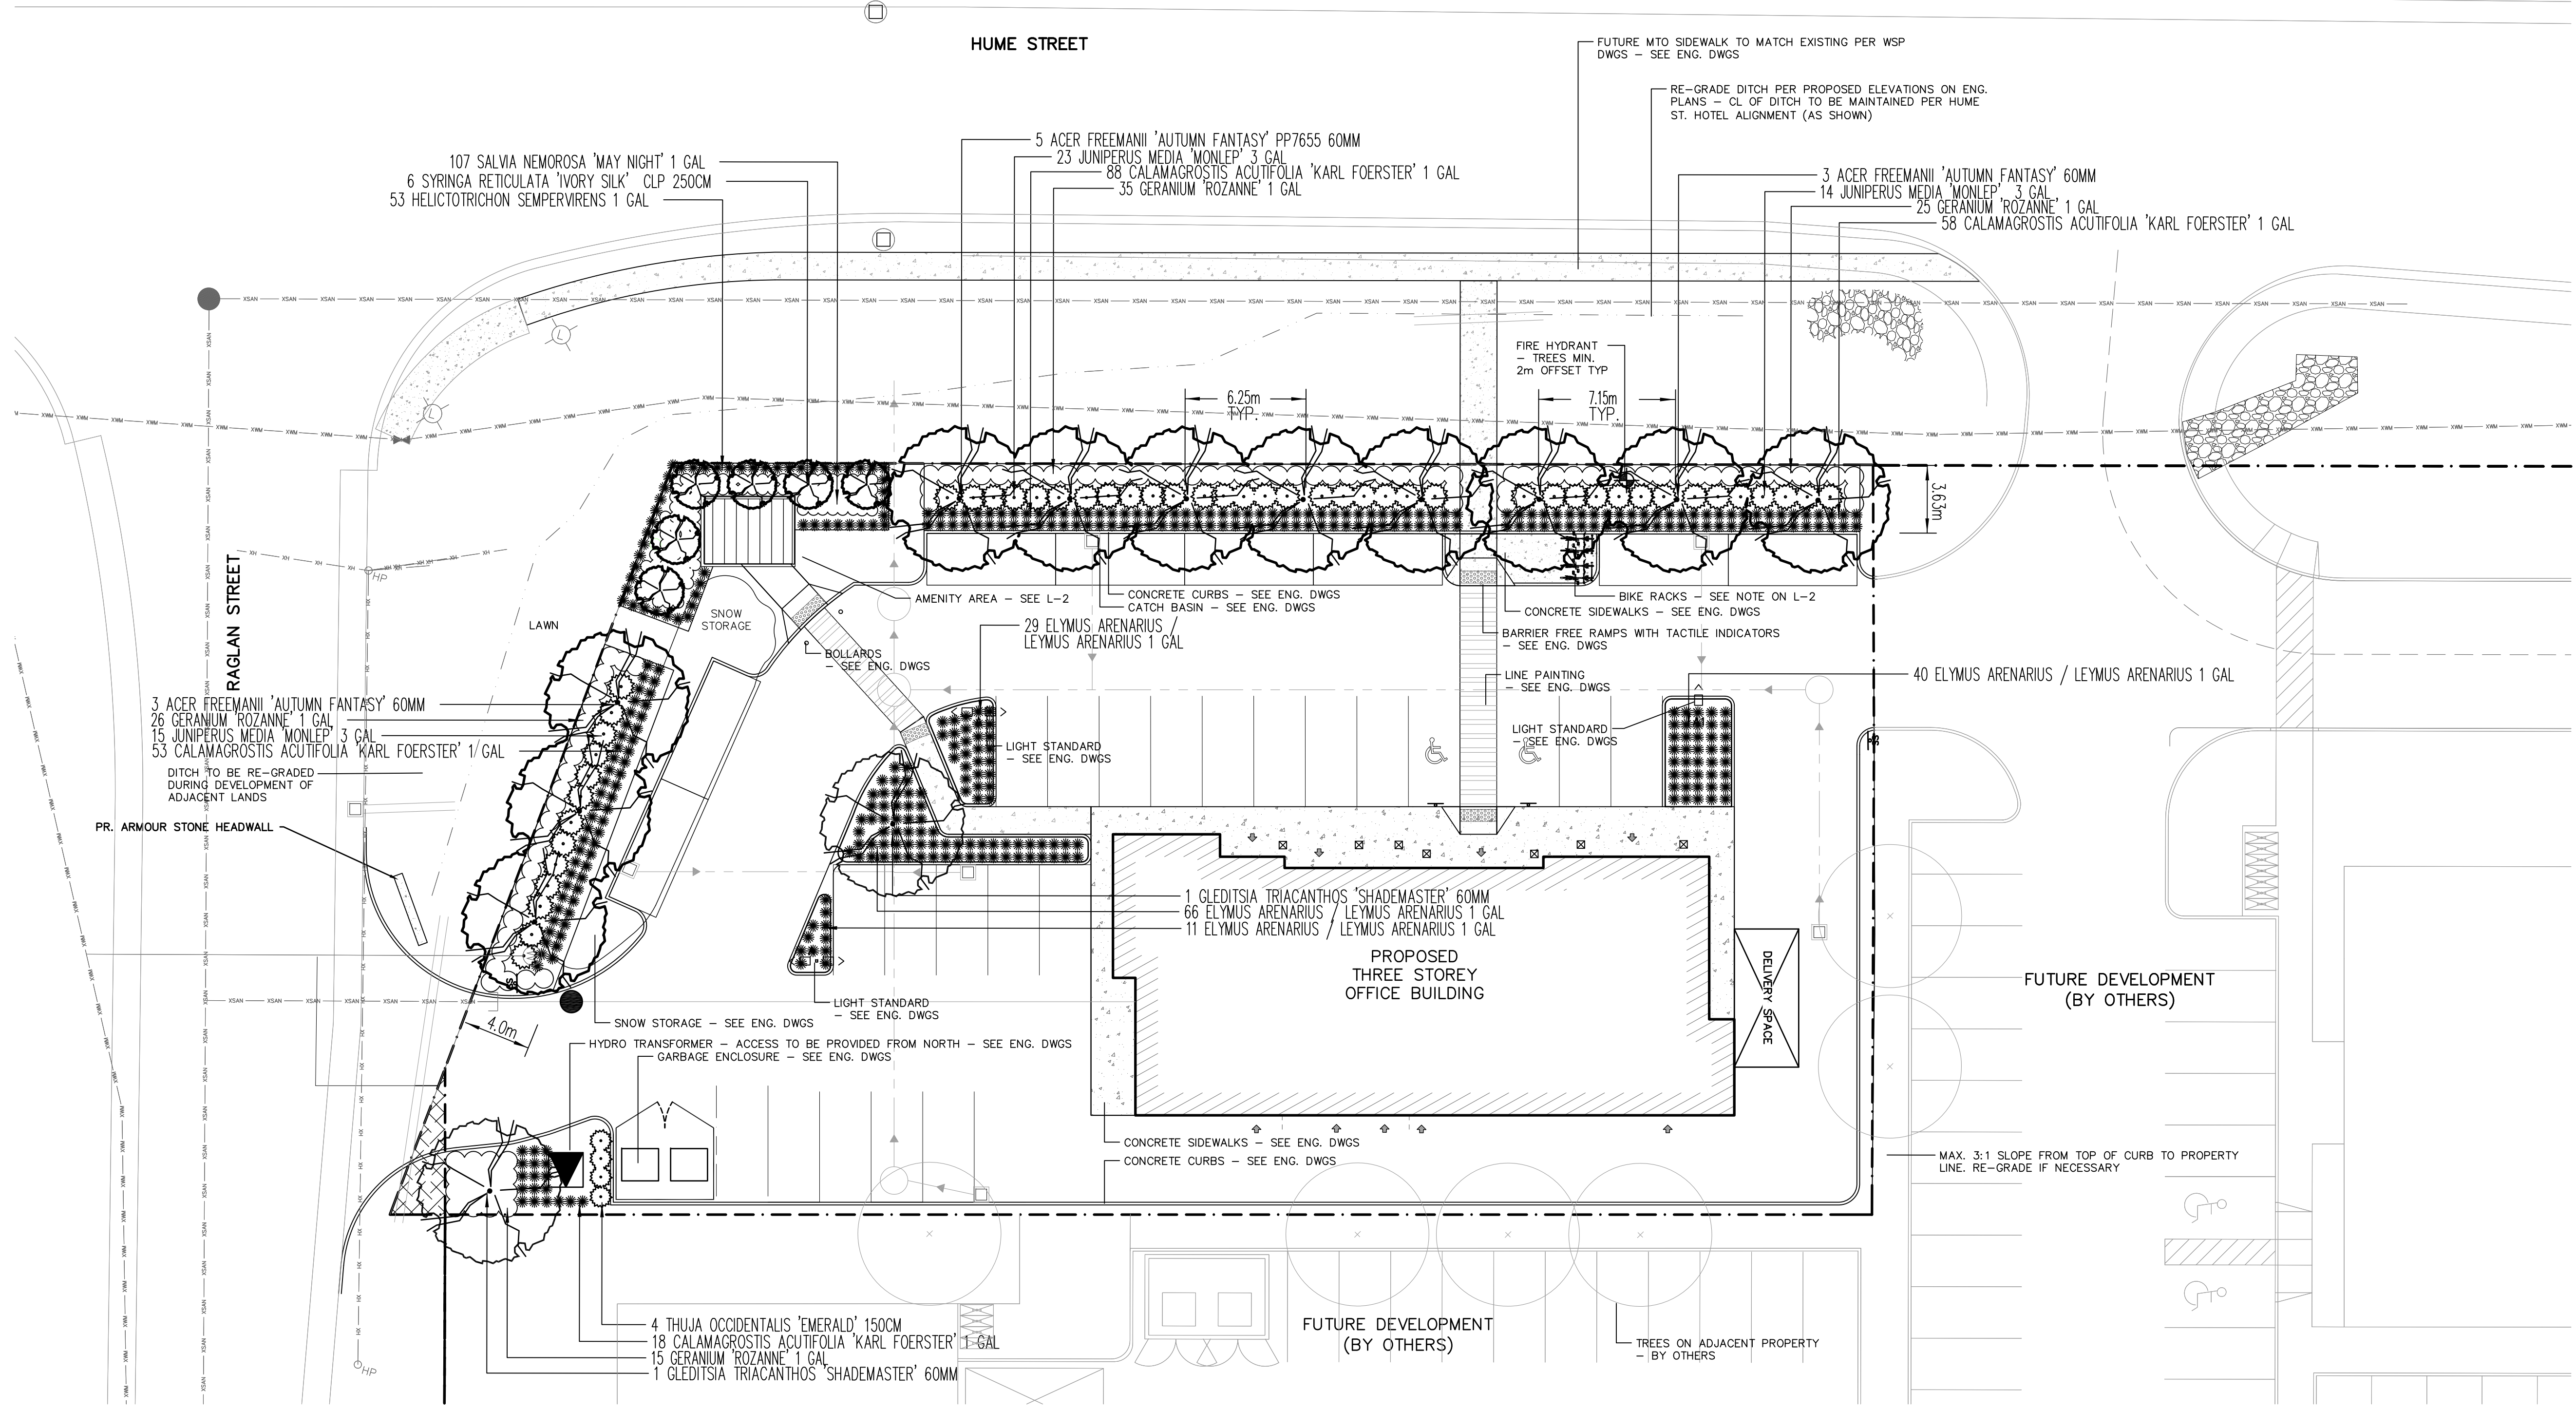 HUME STREET
FUTURE MTO SIDEWALK TO MATCH EXISTING PER WSP
DWGS – SEE ENG. DWGS
RE-GRADE DITCH PER PROPOSED ELEVATIONS ON ENG.
PLANS – CL OF DITCH TO BE MAINTAINED PER HUME
ST. HOTEL ALIGNMENT (AS SHOWN)
107 SALVIA NEMOROSA 'MAY NIGHT' 1 GAL
6 SYRINGA RETICULATA 'IVORY SILK' CLP 250CM
53 HELICTOTRICHON SEMPERVIRENS 1 GAL
5 ACER FREEMANII 'AUTUMN FANTASY' PP7655 60MM
23 JUNIPERUS MEDIA 'MONLEP' 3 GAL
88 CALAMAGROSTIS ACUTIFOLIA 'KARL FOERSTER' 1 GAL
35 GERANIUM 'ROZANNE' 1 GAL
3 ACER FREEMANII 'AUTUMN FANTASY' 60MM
14 JUNIPERUS MEDIA 'MONLEP' 3 GAL
25 GERANIUM 'ROZANNE' 1 GAL
58 CALAMAGROSTIS ACUTIFOLIA 'KARL FOERSTER' 1 GAL
FIRE HYDRANT
– TREES MIN.
2m OFFSET TYP
6.25m
TYP.
7.15m
TYP.
3.63m
RAGLAN STREET
LAWN
SNOW
STORAGE
AMENITY AREA – SEE L-2
CONCRETE CURBS – SEE ENG. DWGS
CATCH BASIN – SEE ENG. DWGS
BIKE RACKS – SEE NOTE ON L-2
CONCRETE SIDEWALKS – SEE ENG. DWGS
29 ELYMUS ARENARIUS /
LEYMUS ARENARIUS 1 GAL
BARRIER FREE RAMPS WITH TACTILE INDICATORS
– SEE ENG. DWGS
BOLLARDS
– SEE ENG. DWGS
LINE PAINTING
– SEE ENG. DWGS
40 ELYMUS ARENARIUS / LEYMUS ARENARIUS 1 GAL
3 ACER FREEMANII 'AUTUMN FANTASY' 60MM
26 GERANIUM 'ROZANNE' 1 GAL
15 JUNIPERUS MEDIA 'MONLEP' 3 GAL
53 CALAMAGROSTIS ACUTIFOLIA 'KARL FOERSTER' 1 GAL
LIGHT STANDARD
– SEE ENG. DWGS
LIGHT STANDARD
– SEE ENG. DWGS
DITCH TO BE RE-GRADED
DURING DEVELOPMENT OF
ADJACENT LANDS
PR. ARMOUR STONE HEADWALL
1 GLEDITSIA TRIACANTHOS 'SHADEMASTER' 60MM
66 ELYMUS ARENARIUS / LEYMUS ARENARIUS 1 GAL
11 ELYMUS ARENARIUS / LEYMUS ARENARIUS 1 GAL
PROPOSED
THREE STOREY
OFFICE BUILDING
DELIVERY SPACE
FUTURE DEVELOPMENT
(BY OTHERS)
LIGHT STANDARD
– SEE ENG. DWGS
4.0m
SNOW STORAGE – SEE ENG. DWGS
HYDRO TRANSFORMER – ACCESS TO BE PROVIDED FROM NORTH – SEE ENG. DWGS
GARBAGE ENCLOSURE – SEE ENG. DWGS
CONCRETE SIDEWALKS – SEE ENG. DWGS
CONCRETE CURBS – SEE ENG. DWGS
MAX. 3:1 SLOPE FROM TOP OF CURB TO PROPERTY
LINE. RE-GRADE IF NECESSARY
4 THUJA OCCIDENTALIS 'EMERALD' 150CM
18 CALAMAGROSTIS ACUTIFOLIA 'KARL FOERSTER' 1 GAL
15 GERANIUM 'ROZANNE' 1 GAL
1 GLEDITSIA TRIACANTHOS 'SHADEMASTER' 60MM
FUTURE DEVELOPMENT
(BY OTHERS)
TREES ON ADJACENT PROPERTY
– BY OTHERS
HP
HP